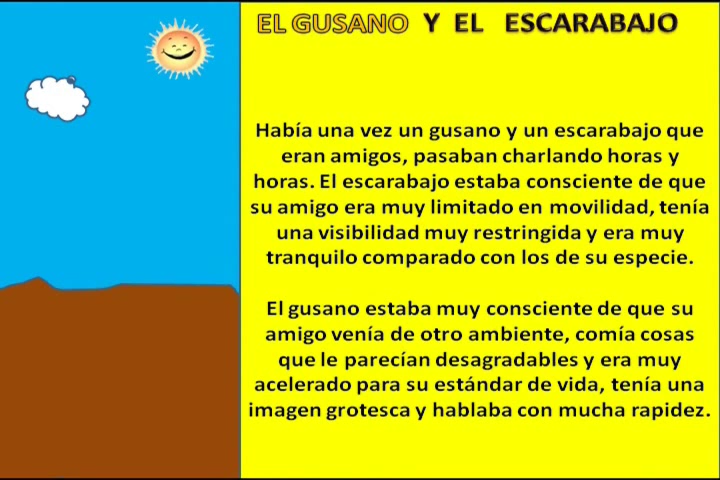 EL GUSANO Y EL ESCARABAJO
Había una vez un gusano y un escarabajo que
eran amigos, pasaban charlando horas y
horas. El escarabajo estaba consciente de que
su amigo era muy limitado en movilidad, tenía
una visibilidad muy restringida y era muy
tranquilo comparado con los de su especie.
El gusano estaba muy consciente de que su
amigo venía de otro ambiente, comía cosas
que le parecían desagradables y era muy
acelerado para su estándar de vida, tenía una
imagen grotesca y hablaba con mucha rapidez.